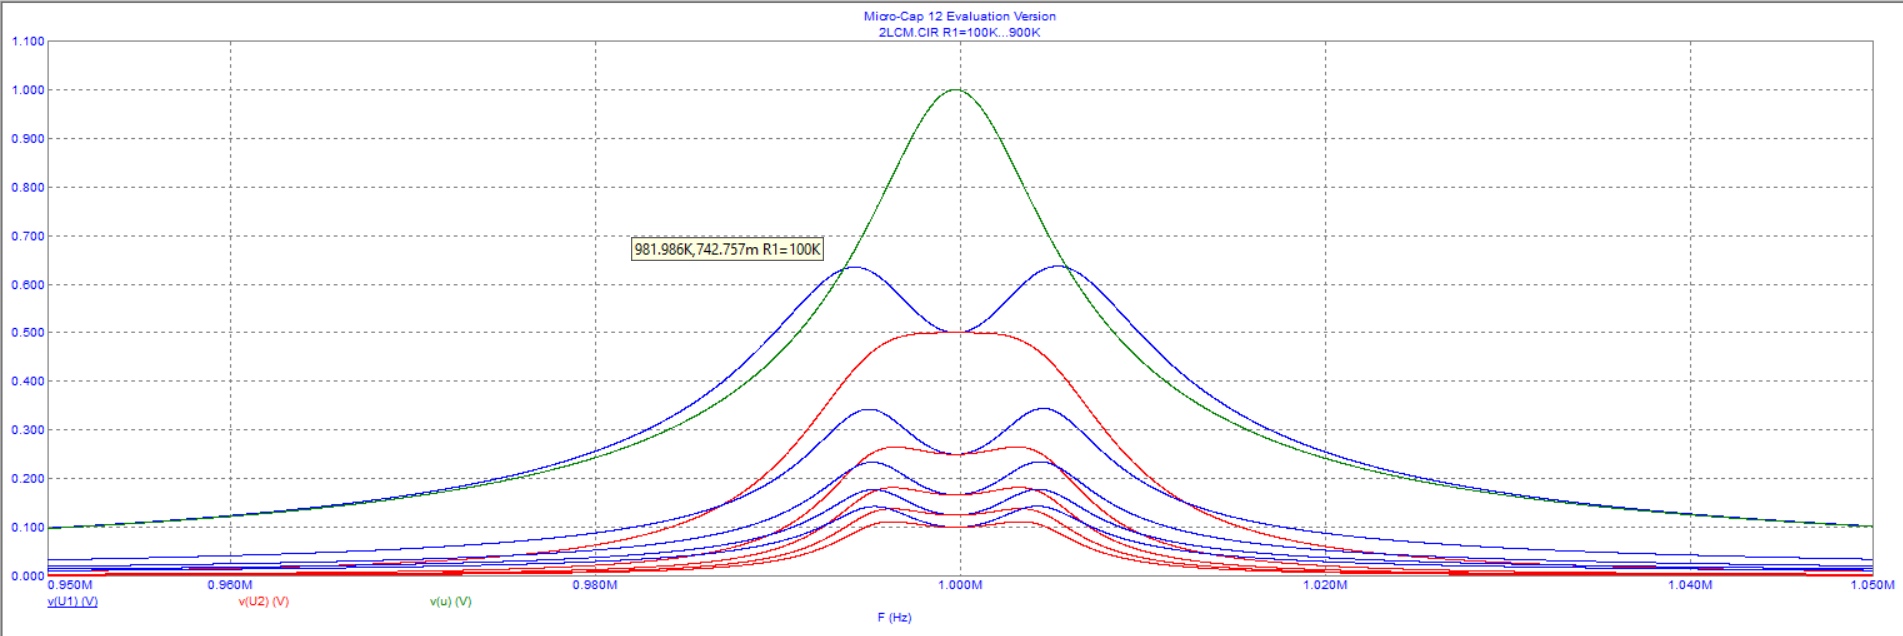 Micro-Cap 12 Evaluation Version
2LCM.CIR R1=100K...900K
1.100
1.000
0.900
0.800
0.700
981.986K,742.757m R1=100K
0.600
0.500
0.400
0.300
0.200
0.100
0.000
0.950M 0.960M 0.980M 1.000M 1.020M 1.040M 1.050M
v(U1) (V) v(U2) (V) v(u) (V)
F (Hz)